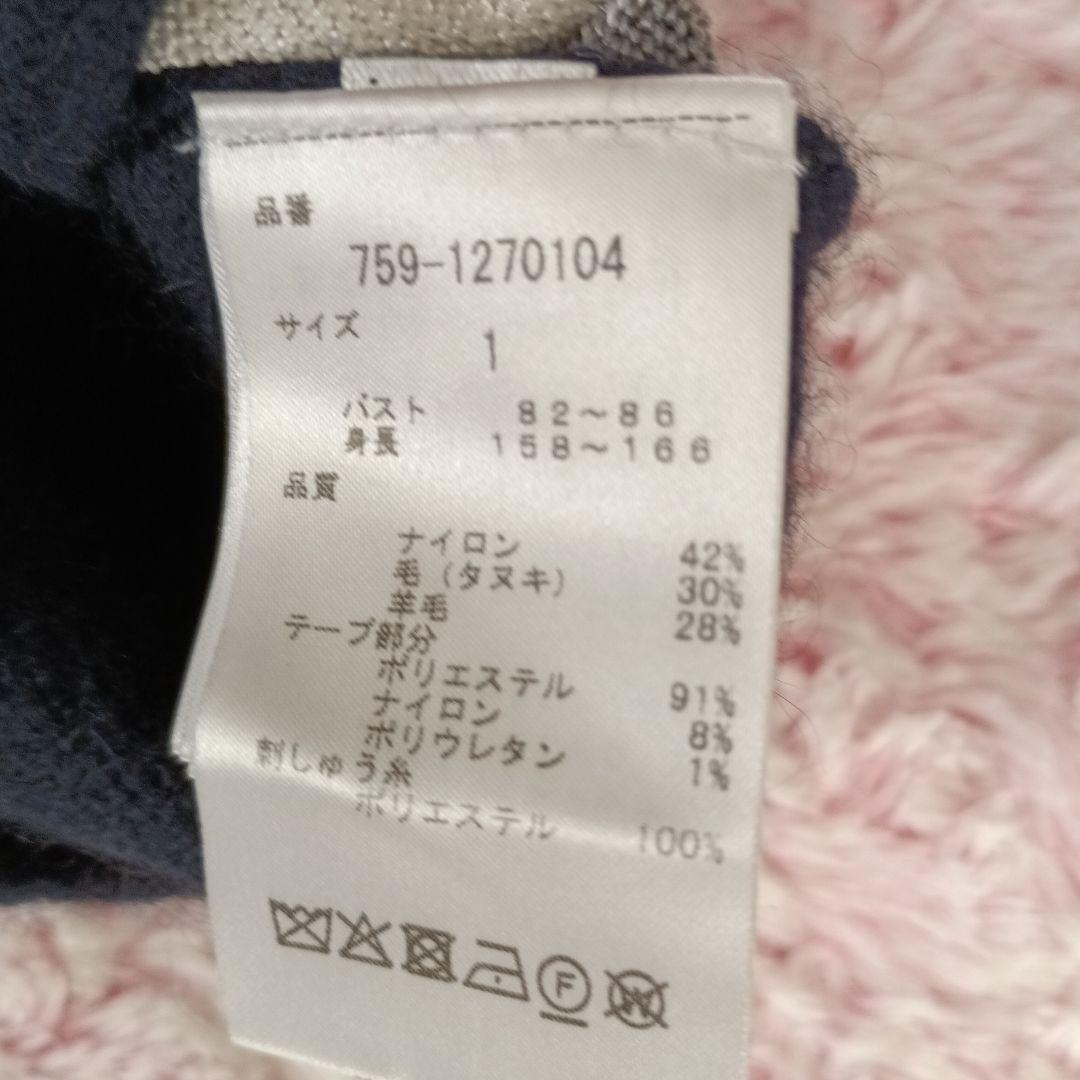 品番
759-1270104
サイズ
1
バスト 82～86
身長 158～166
品質
ナイロン 42%
毛(タヌキ) 30%
羊毛 28%
テープ部分
ポリエステル 91%
ナイロン 8%
ポリウレタン 1%
刺しゅう糸
ポリエステル 100%
F
W